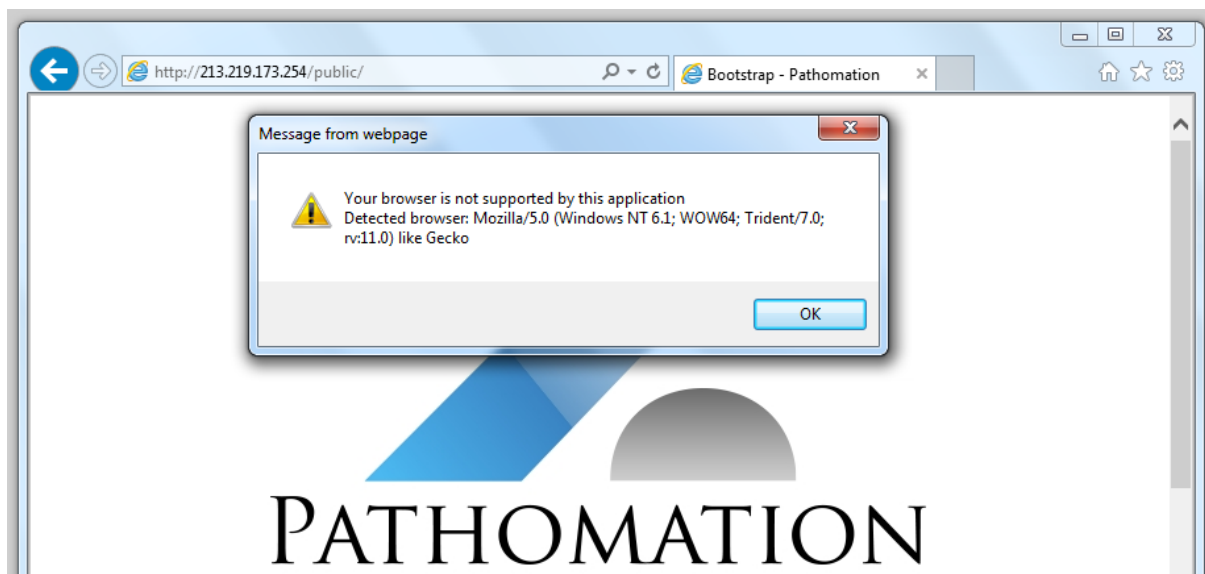 http://213.219.173.254/public/
Bootstrap - Pathomation
Message from webpage
Your browser is not supported by this application
Detected browser: Mozilla/5.0 (Windows NT 6.1; WOW64; Trident/7.0;
rv:11.0) like Gecko
OK
PATHOMATION